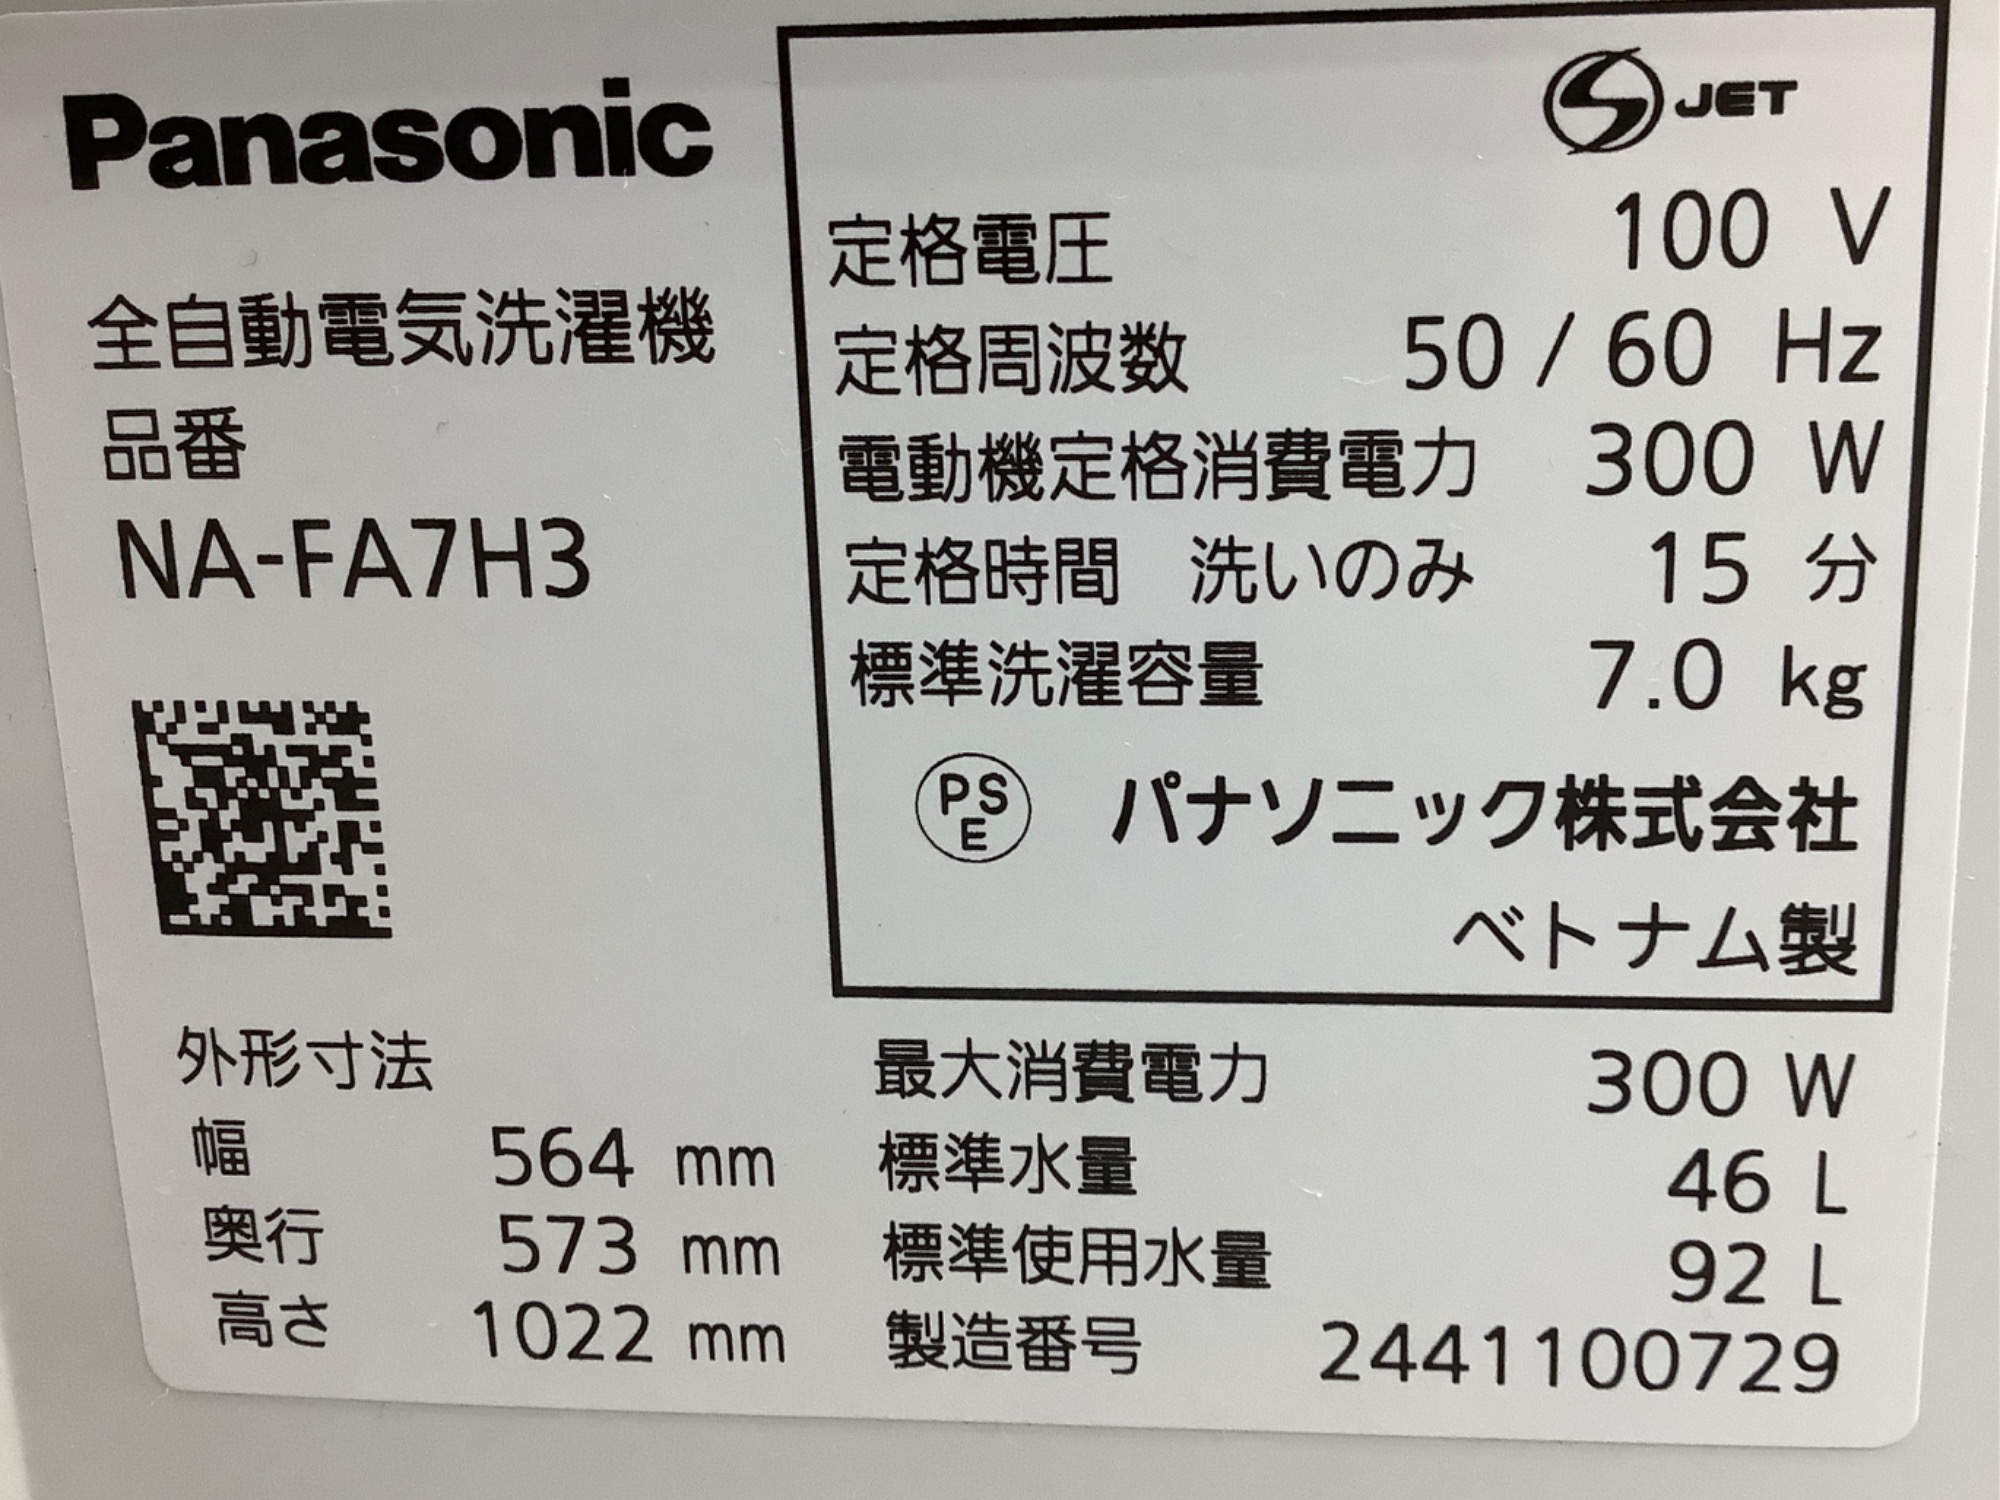 Panasonic
全自動電気洗濯機
品番
NA-FA7H3
S JET
定格電圧 100 V
定格周波数 50 / 60 Hz
電動機定格消費電力 300 W
定格時間 洗いのみ 15 分
標準洗濯容量 7.0 kg
PSE パナソニック株式会社
ベトナム製
外形寸法
幅 564 mm
奥行 573 mm
高さ 1022 mm
最大消費電力 300 W
標準水量 46 L
標準使用水量 92 L
製造番号 2441100729